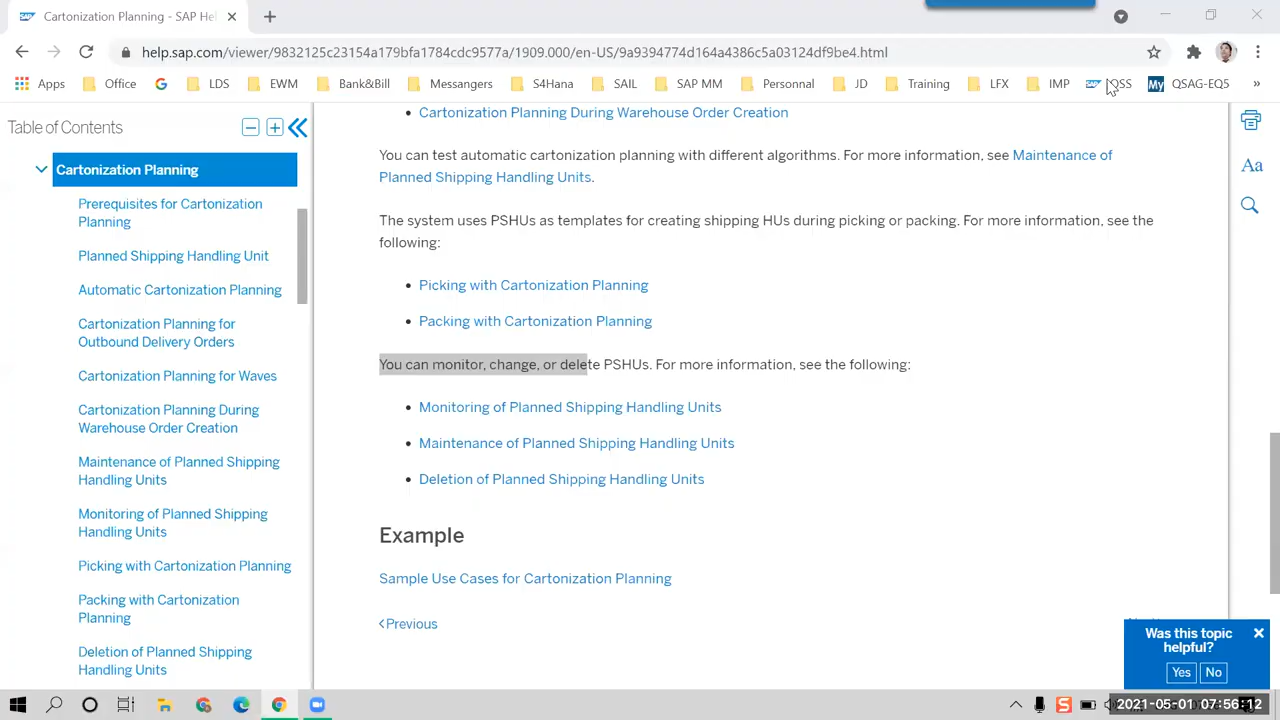 Cartonization Planning - SAP He
help.sap.com/viewer/9832125c23154a179bfa1784cdc9577a/1909.000/en-US/9a9394774d164a4386c5a03124df9be4.html
Apps Office LDS EWM Bank&Bill Messangers S4Hana SAIL SAP MM Personnal JD Training LFX IMP My QSAG-EQ5 »
Table of Contents
Cartonization Planning
Prerequisites for Cartonization
Planning
Planned Shipping Handling Unit
Automatic Cartonization Planning
Cartonization Planning for
Outbound Delivery Orders
Cartonization Planning for Waves
Cartonization Planning During
Warehouse Order Creation
Maintenance of Planned Shipping
Handling Units
Monitoring of Planned Shipping
Handling Units
Picking with Cartonization Planning
Packing with Cartonization
Planning
Deletion of Planned Shipping
Handling Units
• Cartonization Planning During Warehouse Order Creation
You can test automatic cartonization planning with different algorithms. For more information, see Maintenance of
Planned Shipping Handling Units.
The system uses PSHUs as templates for creating shipping HUs during picking or packing. For more information, see the
following:
• Picking with Cartonization Planning
• Packing with Cartonization Planning
You can monitor, change, or delete PSHUs. For more information, see the following:
• Monitoring of Planned Shipping Handling Units
• Maintenance of Planned Shipping Handling Units
• Deletion of Planned Shipping Handling Units
Example
Sample Use Cases for Cartonization Planning
<Previous
Aa
Was this topic
helpful?
Yes No
2021-05-01 07:56:12